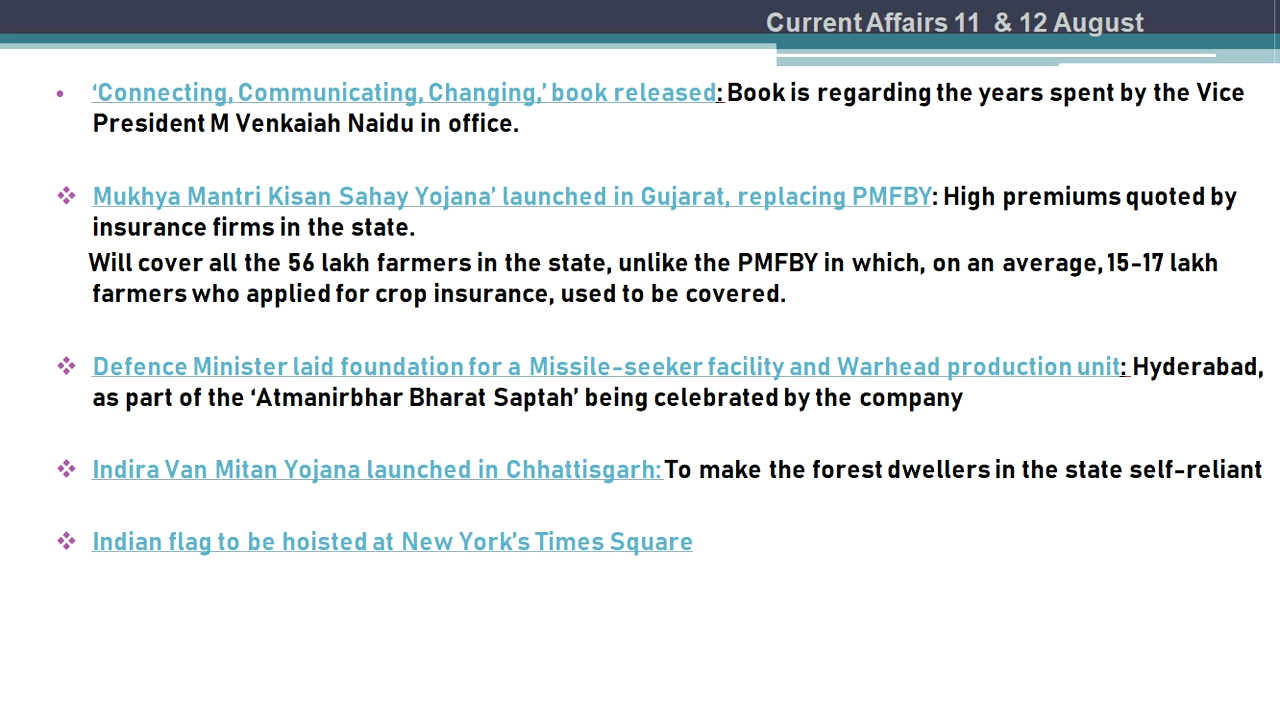 Current Affairs 11 & 12 August
• ‘Connecting, Communicating, Changing,’ book released: Book is regarding the years spent by the Vice
President M Venkaiah Naidu in office.
❖ Mukhya Mantri Kisan Sahay Yojana’ launched in Gujarat, replacing PMFBY: High premiums quoted by
insurance firms in the state.
Will cover all the 56 lakh farmers in the state, unlike the PMFBY in which, on an average, 15-17 lakh
farmers who applied for crop insurance, used to be covered.
❖ Defence Minister laid foundation for a Missile-seeker facility and Warhead production unit: Hyderabad,
as part of the ‘Atmanirbhar Bharat Saptah’ being celebrated by the company
❖ Indira Van Mitan Yojana launched in Chhattisgarh: To make the forest dwellers in the state self-reliant
❖ Indian flag to be hoisted at New York’s Times Square